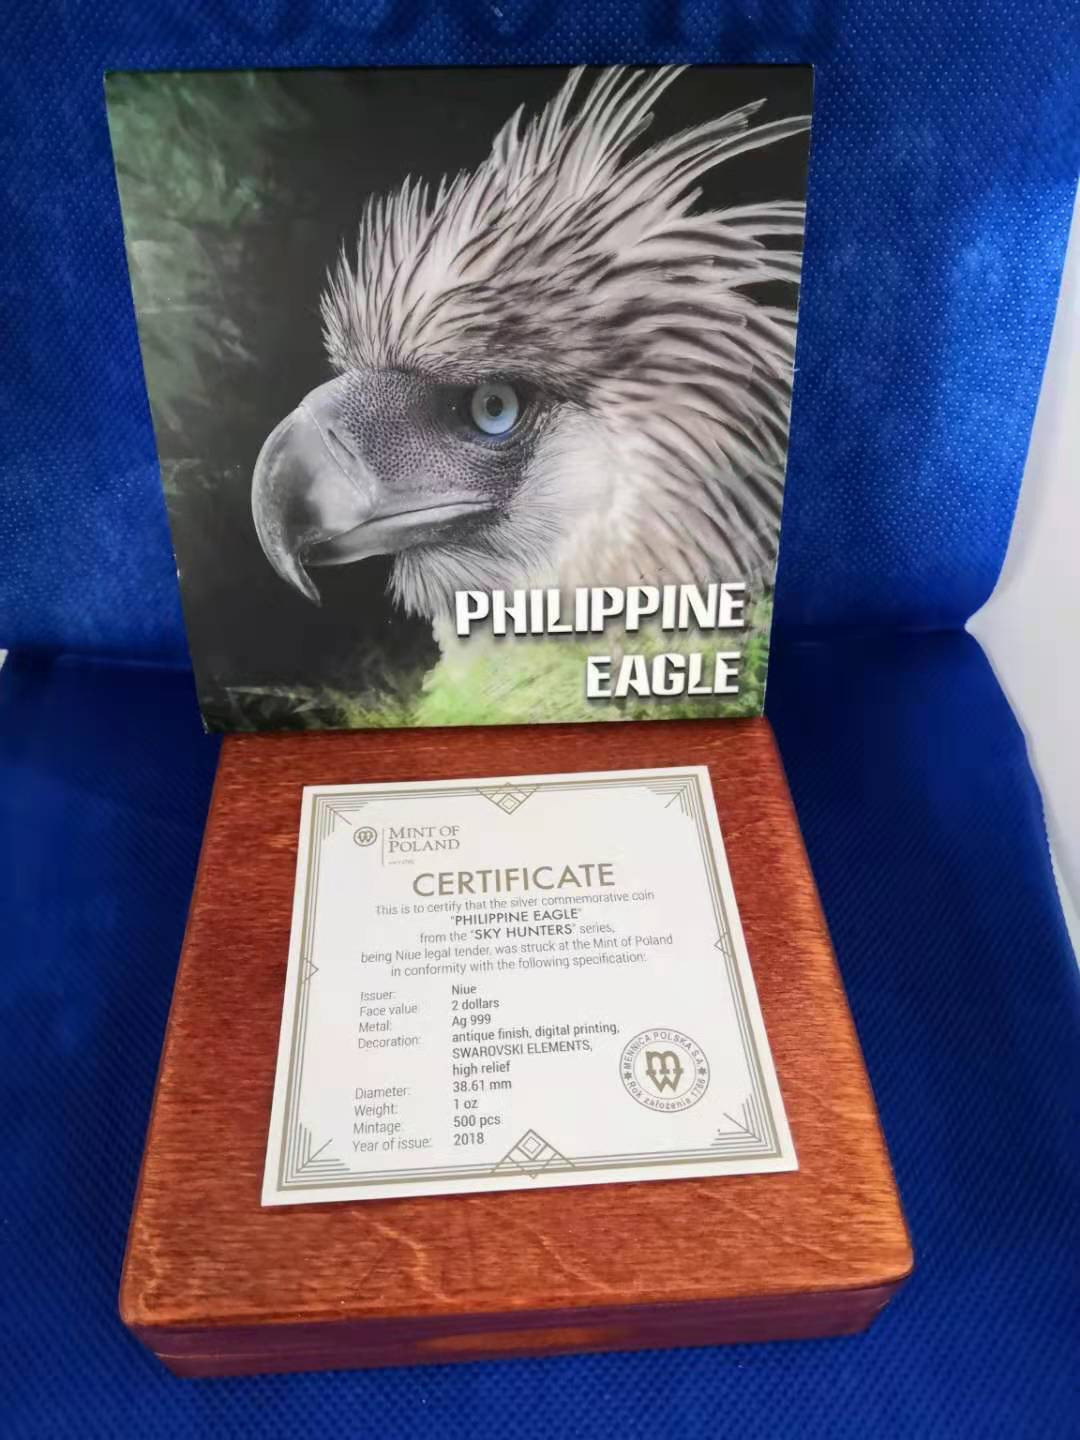 PHILIPPINE
EAGLE
MINT OF
POLAND
CERTIFICATE
This is to certify that the silver commemorative coin
"PHILIPPINE EAGLE"
from the "SKY HUNTERS" series,
being Niue legal tender, was struck at the Mint of Poland
in conformity with the following specification:
Issuer: Niue
Face value: 2 dollars
Metal: Ag 999
Decoration: antique finish, digital printing,
SWAROVSKI ELEMENTS,
high relief
Diameter: 38.61 mm
Weight: 1 oz
Mintage: 500 pcs
Year of issue: 2018
MENNICA POLSKA S.A.
Rok założenia 1766